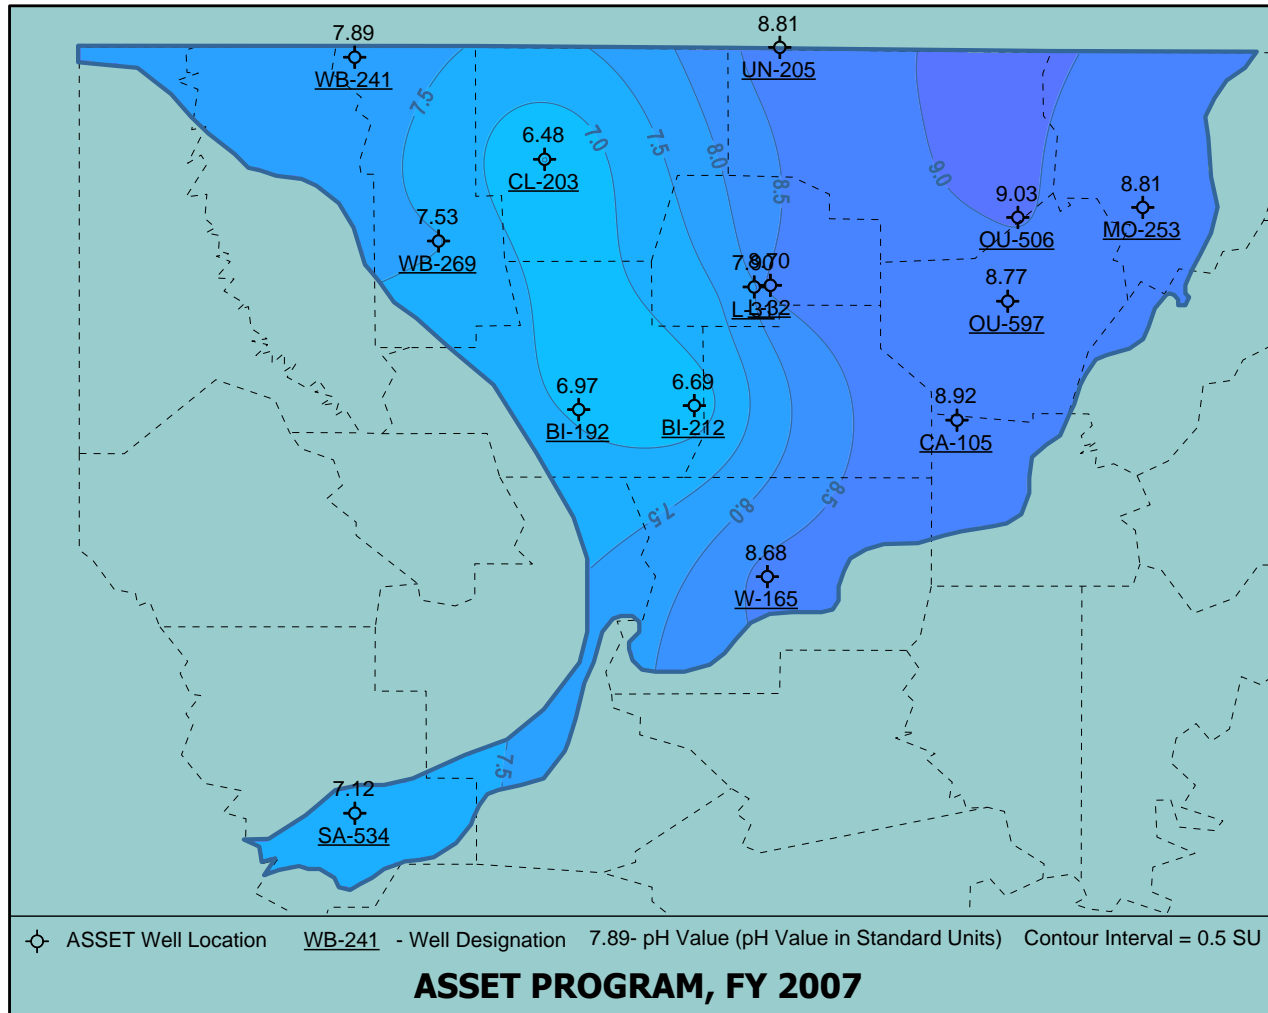 7.89
WB-241
8.81
UN-205
7.5
6.48
CL-203
7.0
7.5
8.0
8.5
9.0
7.53
WB-269
9.03
OU-506
8.81
MO-253
8.70
L-32
8.77
OU-597
6.97
BI-192
6.69
BI-212
8.92
CA-105
7.5
8.0
8.5
8.68
W-165
7.5
7.12
SA-534
ASSET Well Location WB-241 - Well Designation 7.89- pH Value (pH Value in Standard Units) Contour Interval = 0.5 SU
ASSET PROGRAM, FY 2007